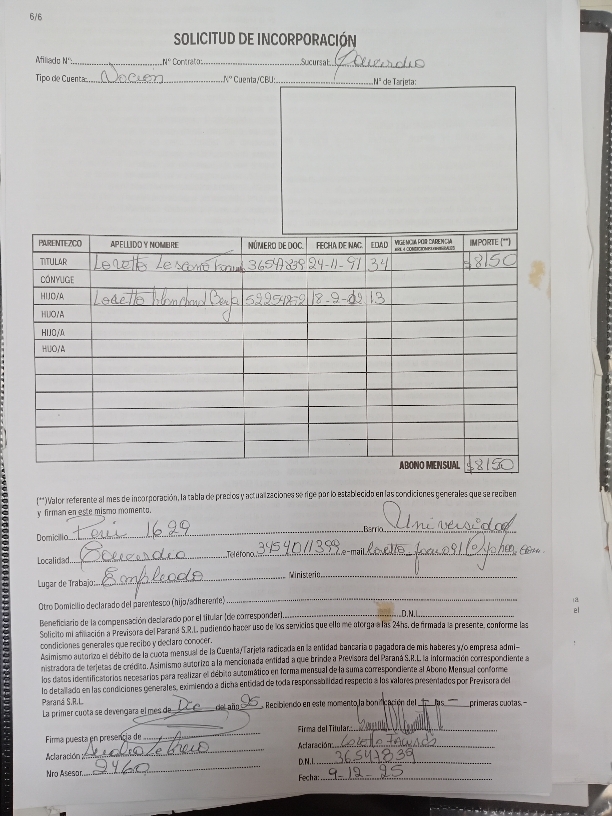 6/6
SOLICITUD DE INCORPORACIÓN
Afiliado N°: N° Contrato: Sucursal: Concordia
Tipo de Cuenta: Nocion N° Cuenta/CBU: N° de Tarjeta:
PARENTEZCO APELLIDO Y NOMBRE NÚMERO DE DOC. FECHA DE NAC. EDAD VIGENCIA POR CARENCIA IMPORTE (**)
TITULAR Loretto 36541839 24-11-91 34 $8150
CÓNYUGE
HIJO/A Loretto 18-9-12 13
HIJO/A
HIJO/A
HIJO/A
ABONO MENSUAL $8150
(**)Valor referente al mes de incorporación, la tabla de precios y actualizaciones se rige por lo establecido en las condiciones generales que se reciben
y firman en este mismo momento.
Domicilio Perú 1629 Barrio Universidad
Localidad Concordia Teléfono. 3454011399 e-mail
Lugar de Trabajo: Empleado Ministerio:
Otro Domicilio declarado del parentesco (hijo/adherente)
Beneficiario de la compensación declarado por el titular (de corresponder) D.N.I.
Solicito mi afiliación a Previsora del Paraná S.R.L. pudiendo hacer uso de los servicios que ello me otorga a las 24hs. de firmada la presente, conforme las
condiciones generales que recibo y declaro conocer.
Asimismo autorizo el débito de la cuota mensual de la Cuenta/Tarjeta radicada en la entidad bancaria o pagadora de mis haberes y/o empresa admi-
nistradora de tarjetas de crédito. Asimismo autorizo a la mencionada entidad a que brinde a Previsora del Paraná S.R.L. la información correspondiente a
los datos identificatorios necesarios para realizar el débito automático en forma mensual de la suma correspondiente al Abono Mensual conforme
lo detallado en las condiciones generales, eximiendo a dicha entidad de toda responsabilidad respecto a los valores presentados por Previsora del
Paraná S.R.L.
La primer cuota se devengara el mes de Dic del año 25. Recibiendo en este momento la bonificación del - las - primeras cuotas.-
Firma puesta en presencia de Firma del Titular:
Aclaración: Aclaración: Loretto
Nro Asesor: 2460 D.N.I. 36541839
Fecha: 9-12-25